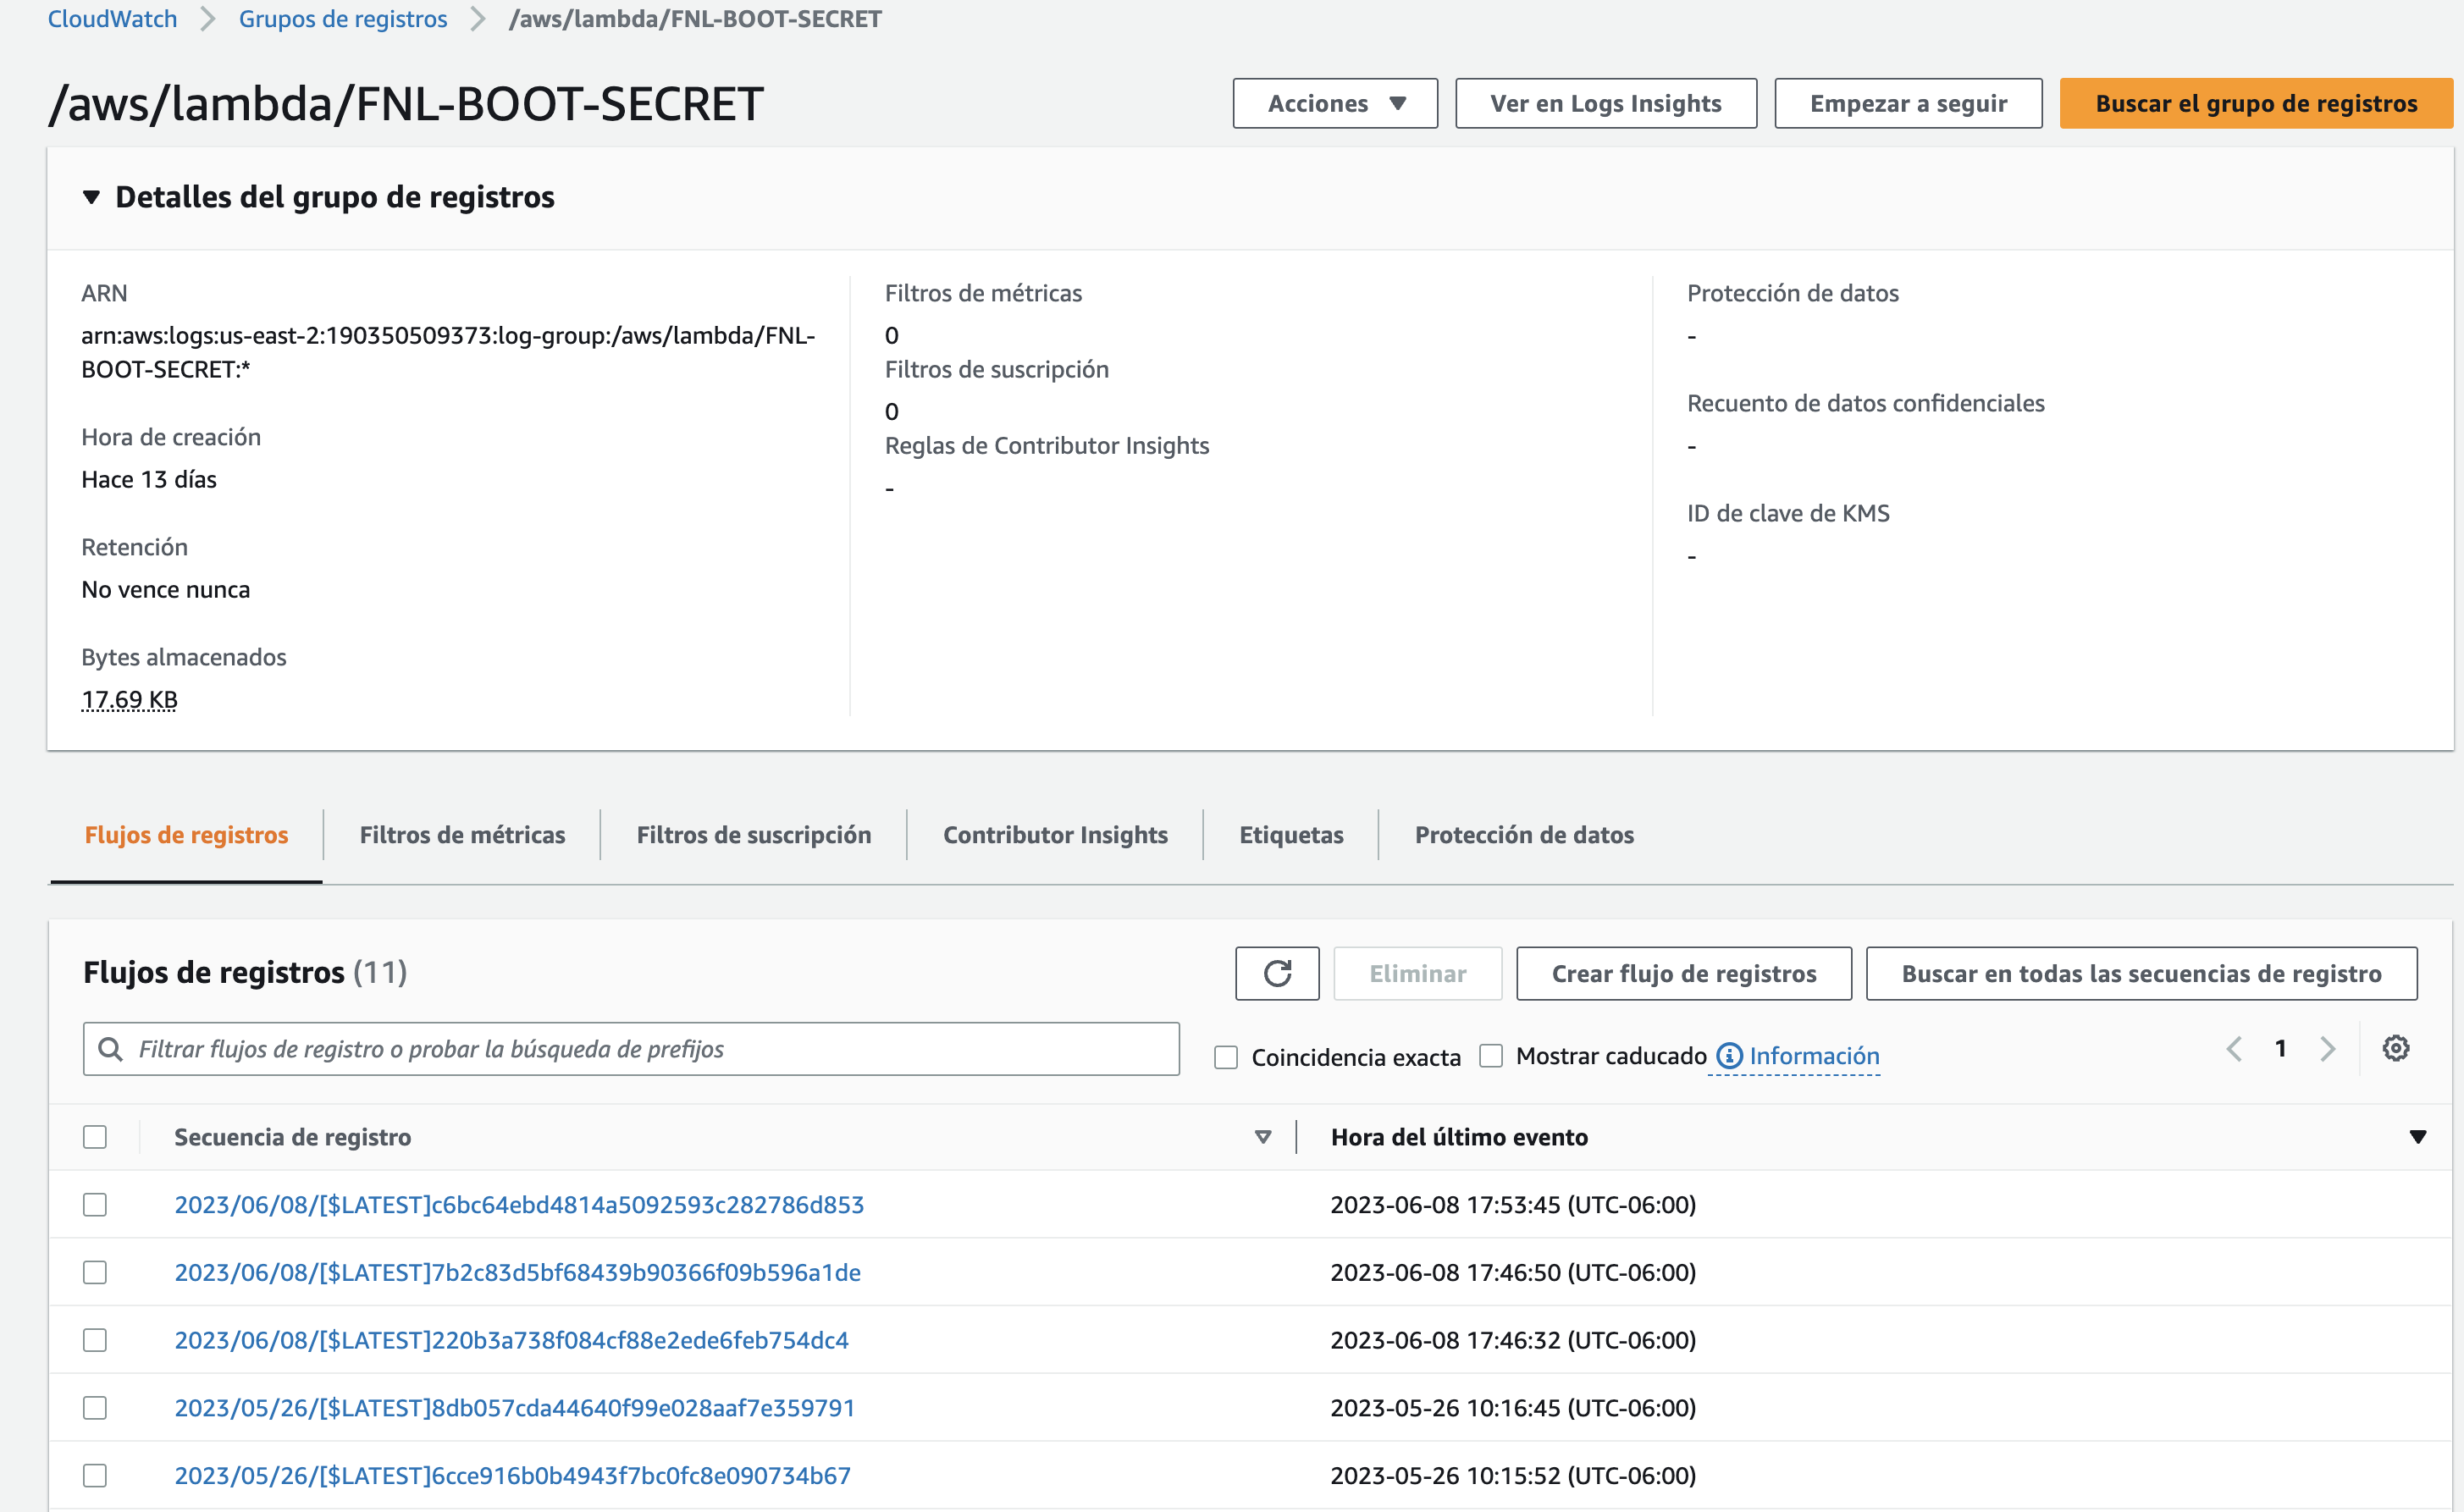 CloudWatch > Grupos de registros > /aws/lambda/FNL-BOOT-SECRET
/aws/lambda/FNL-BOOT-SECRET
Acciones ▼
Ver en Logs Insights
Empezar a seguir
Buscar el grupo de registros
▼ Detalles del grupo de registros
ARN
arn:aws:logs:us-east-2:190350509373:log-group:/aws/lambda/FNL-
BOOT-SECRET:*
Hora de creación
Hace 13 días
Retención
No vence nunca
Bytes almacenados
17.69 KB
Filtros de métricas
0
Filtros de suscripción
0
Reglas de Contributor Insights
-
Protección de datos
-
Recuento de datos confidenciales
-
ID de clave de KMS
-
Flujos de registros
Filtros de métricas
Filtros de suscripción
Contributor Insights
Etiquetas
Protección de datos
Flujos de registros (11)
Eliminar
Crear flujo de registros
Buscar en todas las secuencias de registro
Filtrar flujos de registro o probar la búsqueda de prefijos
Coincidencia exacta
Mostrar caducado
Información
< 1 >
Secuencia de registro
Hora del último evento
2023/06/08/[$LATEST]c6bc64ebd4814a5092593c282786d853 2023-06-08 17:53:45 (UTC-06:00)
2023/06/08/[$LATEST]7b2c83d5bf68439b90366f09b596a1de 2023-06-08 17:46:50 (UTC-06:00)
2023/06/08/[$LATEST]220b3a738f084cf88e2ede6feb754dc4 2023-06-08 17:46:32 (UTC-06:00)
2023/05/26/[$LATEST]8db057cda44640f99e028aaf7e359791 2023-05-26 10:16:45 (UTC-06:00)
2023/05/26/[$LATEST]6cce916b0b4943f7bc0fc8e090734b67 2023-05-26 10:15:52 (UTC-06:00)